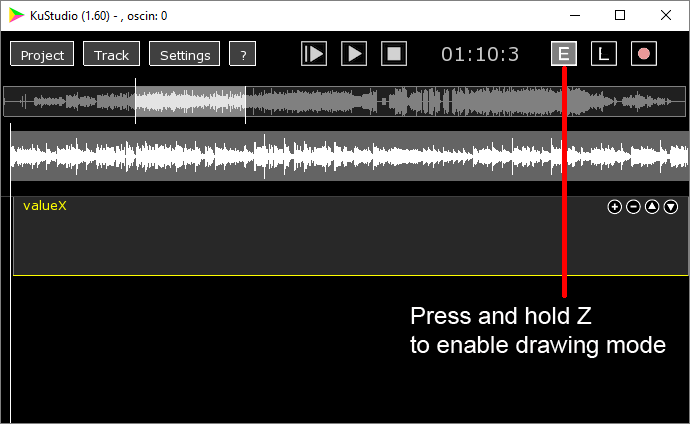 KuStudio (1.60) - , oscin: 0
Project Track Settings ? 01:10:3 E L
valueX
Press and hold Z
to enable drawing mode